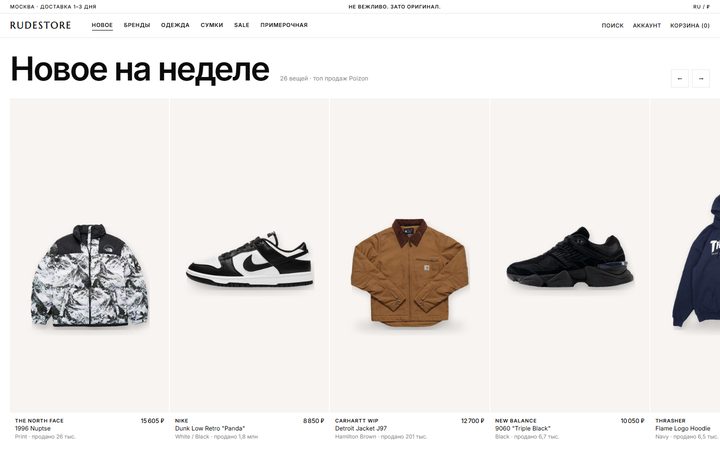 МОСКВА · ДОСТАВКА 1–3 ДНЯ
НЕ ВЕЖЛИВО. ЗАТО ОРИГИНАЛ.
RU / ₽
RUDESTORE
НОВОЕ БРЕНДЫ ОДЕЖДА СУМКИ SALE ПРИМЕРОЧНАЯ
ПОИСК АККАУНТ КОРЗИНА (0)
Новое на неделе
26 вещей · топ продаж Poizon
← →
THE NORTH FACE 15 605 ₽
1996 Nuptse
Print · продано 26 тыс.
NIKE 8 850 ₽
Dunk Low Retro "Panda"
White / Black · продано 1,8 млн
CARHARTT WIP 12 700 ₽
Detroit Jacket J97
Hamilton Brown · продано 201 тыс.
NEW BALANCE 10 050 ₽
9060 "Triple Black"
Black · продано 6,7 тыс.
THRASHER
Flame Logo Hoodie
Navy · продано 6,5 тыс.